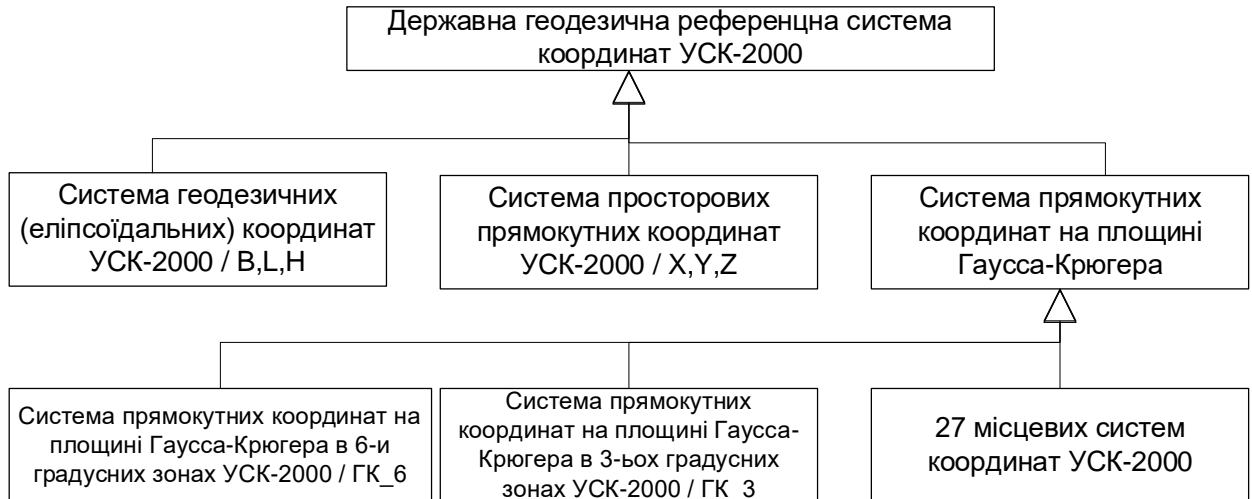 Державна геодезична референцна система
координат УСК-2000
Система геодезичних
(еліпсоїдальних) координат
УСК-2000 / B,L,H
Система просторових
прямокутних координат
УСК-2000 / X,Y,Z
Система прямокутних
координат на площині
Гаусса-Крюгера
Система прямокутних координат на
площині Гаусса-Крюгера в 6-и
градусних зонах УСК-2000 / ГК_6
Система прямокутних
координат на площині Гаусса-
Крюгера в 3-ьох градусних
зонах УСК-2000 / ГК_3
27 місцевих систем
координат УСК-2000